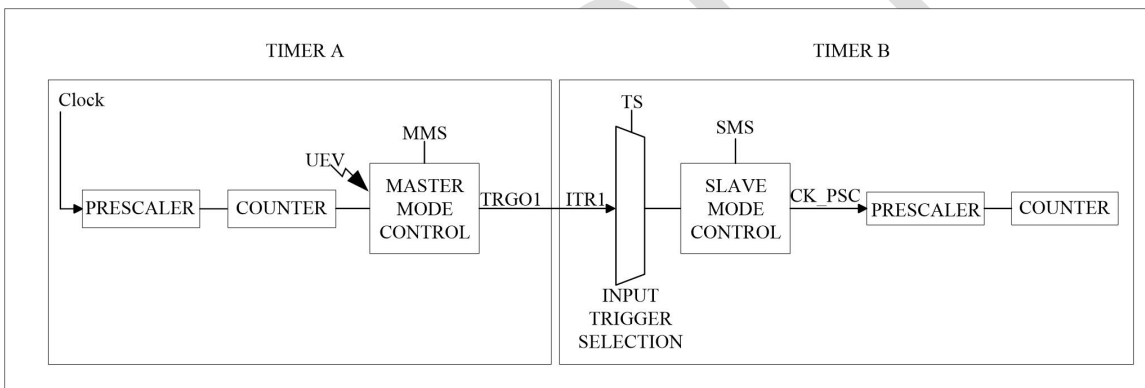 TIMER A
TIMER B
Clock
UEV
MMS
PRESCALER
COUNTER
MASTER
MODE
CONTROL
TRGO1
ITR1
TS
INPUT
TRIGGER
SELECTION
SMS
SLAVE
MODE
CONTROL
CK_PSC
PRESCALER
COUNTER